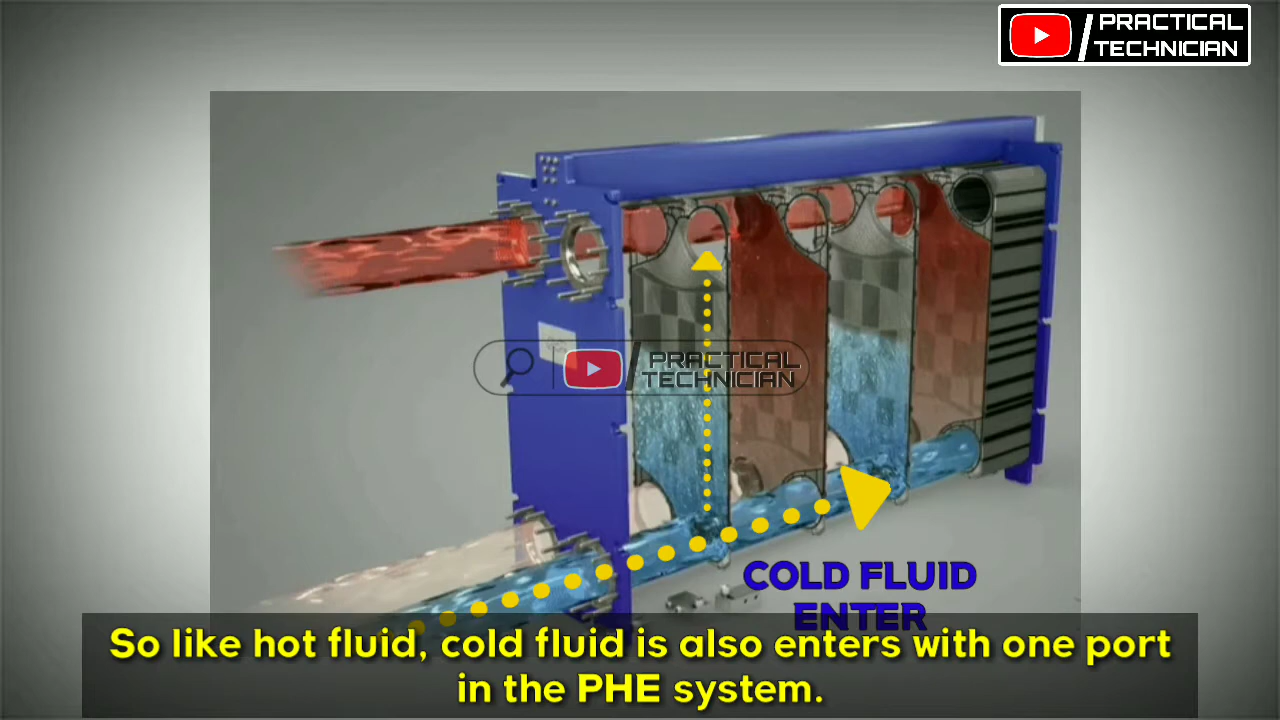 PRACTICAL
TECHNICIAN
PRACTICAL
TECHNICIAN
COLD FLUID
ENTER
So like hot fluid, cold fluid is also enters with one port
in the PHE system.